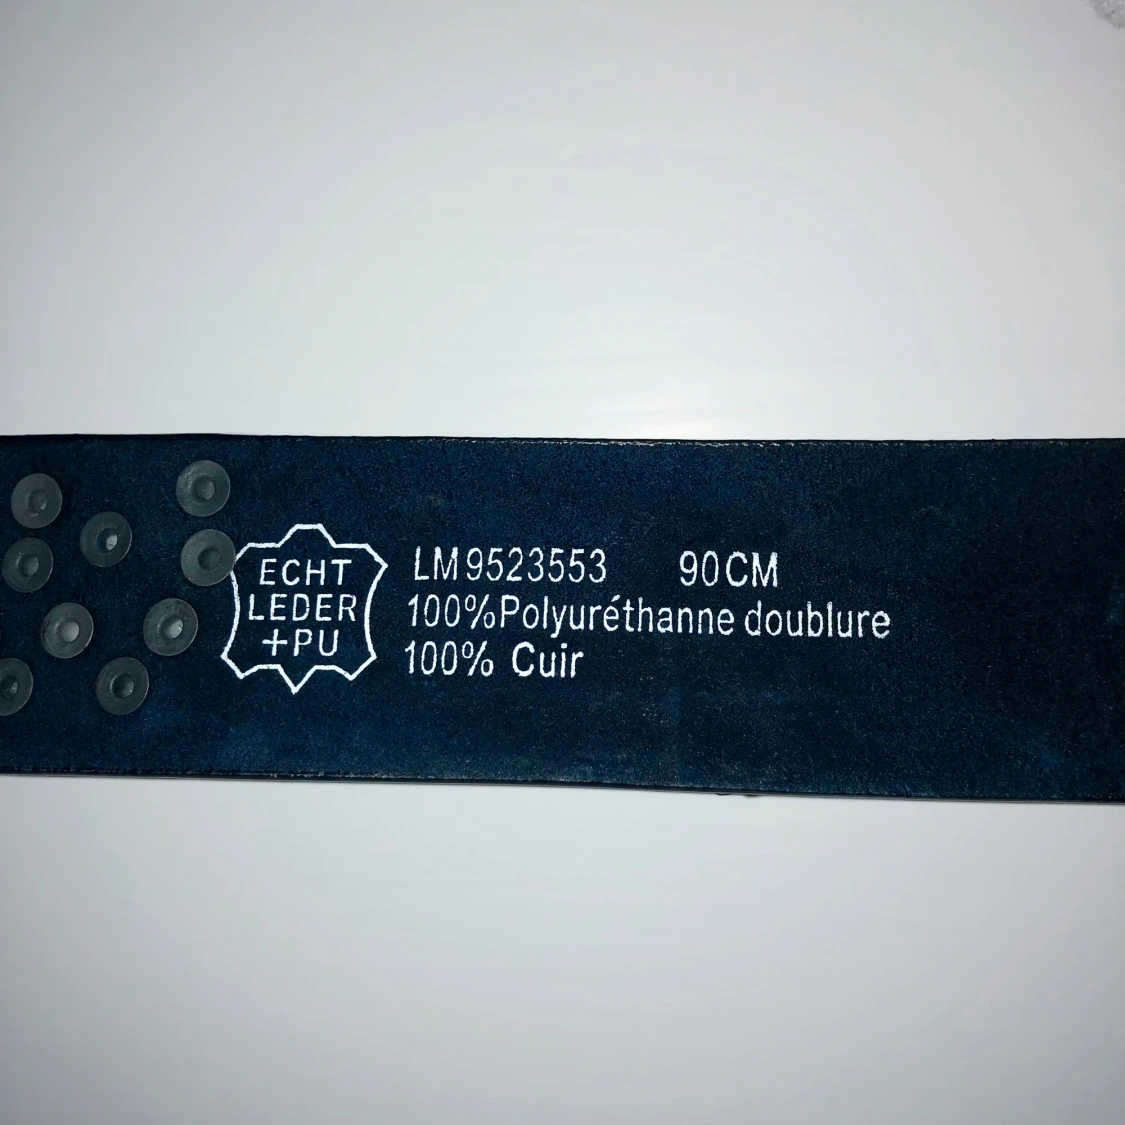 ECHT
LEDER
+PU
LM9523553 90CM
100%Polyuréthanne doublure
100% Cuir